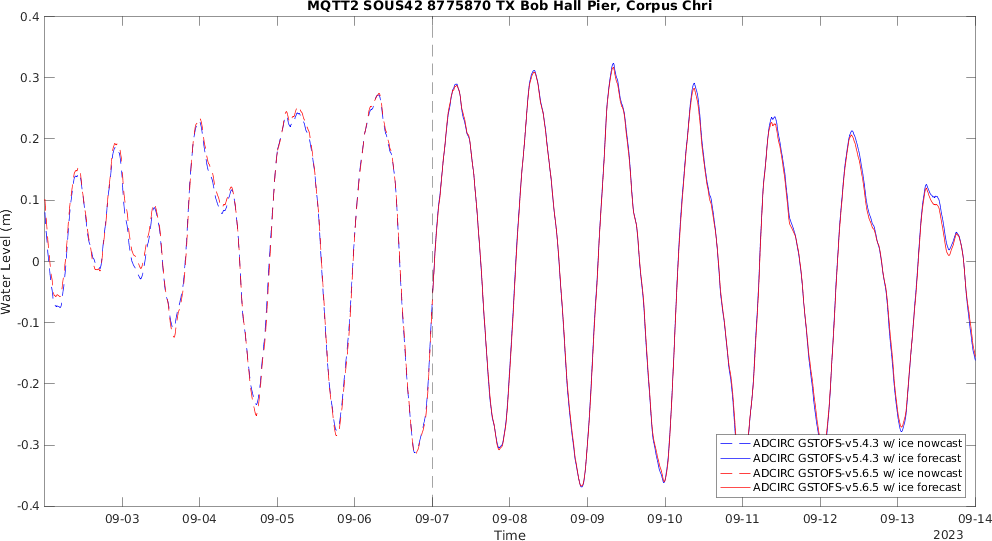 MQTT2 SOUS42 8775870 TX Bob Hall Pier, Corpus Chri
0.4
0.3
0.2
0.1
0
-0.1
-0.2
-0.3
-0.4
Water Level (m)
ADCIRC GSTOFS-v5.4.3 w/ ice nowcast
ADCIRC GSTOFS-v5.4.3 w/ ice forecast
ADCIRC GSTOFS-v5.6.5 w/ ice nowcast
ADCIRC GSTOFS-v5.6.5 w/ ice forecast
09-03 09-04 09-05 09-06 09-07 09-08 09-09 09-10 09-11 09-12 09-13 09-14
Time
2023